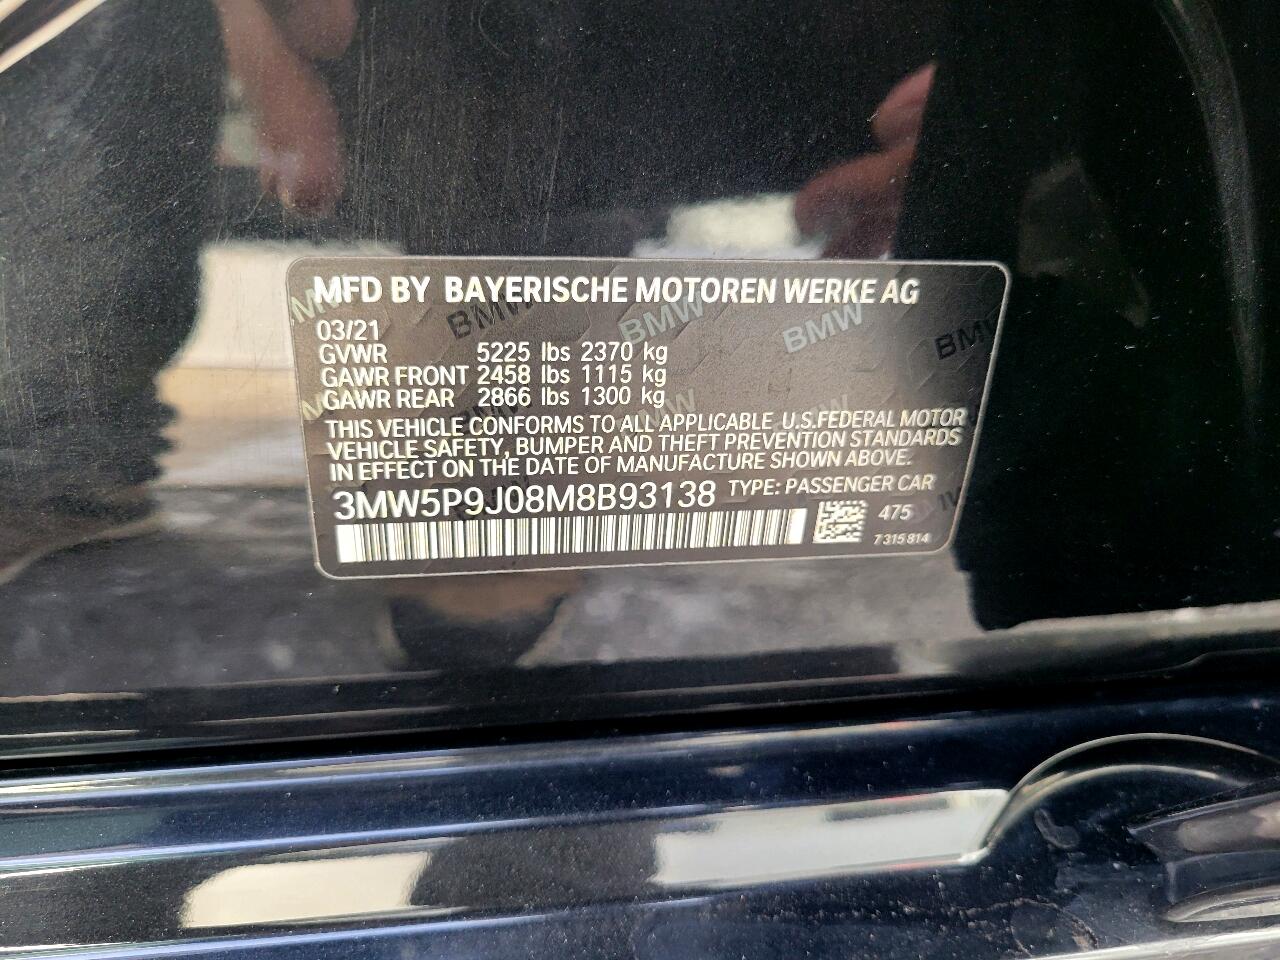 MFD BY BAYERISCHE MOTOREN WERKE AG
03/21
GVWR 5225 lbs 2370 kg
GAWR FRONT 2458 lbs 1115 kg
GAWR REAR 2866 lbs 1300 kg
THIS VEHICLE CONFORMS TO ALL APPLICABLE U.S.FEDERAL MOTOR
VEHICLE SAFETY, BUMPER AND THEFT PREVENTION STANDARDS
IN EFFECT ON THE DATE OF MANUFACTURE SHOWN ABOVE.
3MW5P9J08M8B93138 TYPE: PASSENGER CAR
475
7315814